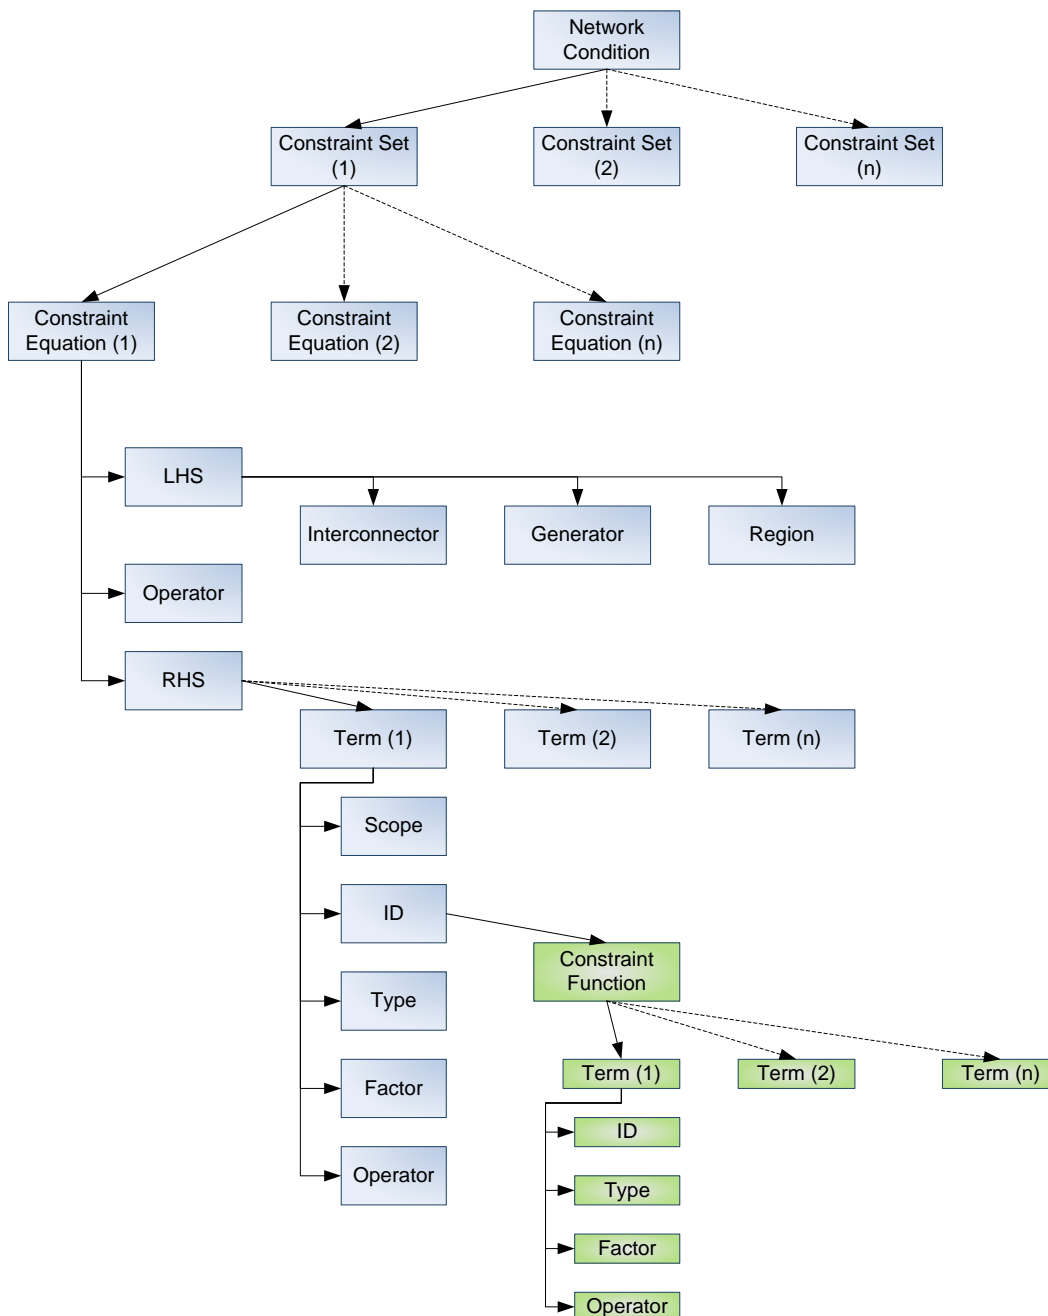 Network
Condition
Constraint Set
(1)
Constraint Set
(2)
Constraint Set
(n)
Constraint
Equation (1)
Constraint
Equation (2)
Constraint
Equation (n)
LHS
Interconnector
Generator
Region
Operator
RHS
Term (1)
Term (2)
Term (n)
Scope
ID
Constraint
Function
Type
Term (1)
Term (2)
Term (n)
Factor
ID
Operator
Type
Factor
Operator